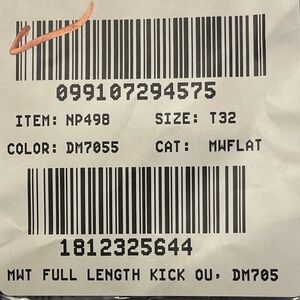 099107294575
ITEM: NP498 SIZE: T32
COLOR: DM7055 CAT: MWFLAT
1812325644
MWT FULL LENGTH KICK OU, DM705